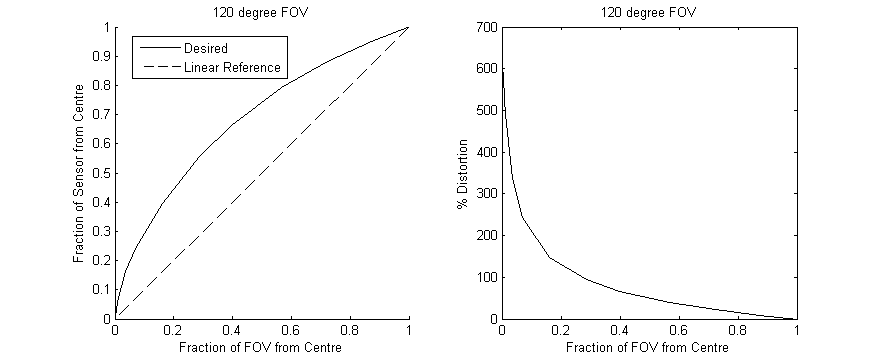 120 degree FOV
1
0.9
0.8
0.7
0.6
0.5
0.4
0.3
0.2
0.1
0
Fraction of Sensor from Centre
Desired
Linear Reference
0 0.2 0.4 0.6 0.8 1
Fraction of FOV from Centre
120 degree FOV
700
600
500
400
300
200
100
0
% Distortion
0 0.2 0.4 0.6 0.8 1
Fraction of FOV from Centre